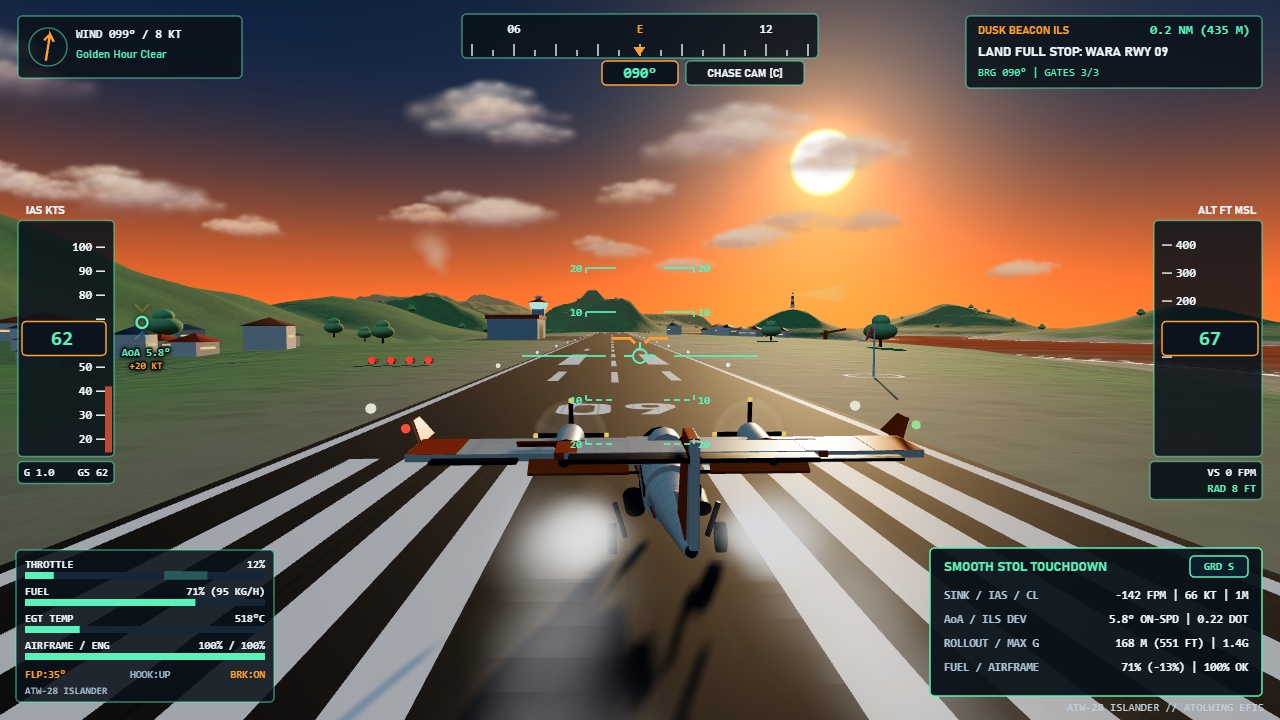 WIND 099° / 8 KT
Golden Hour Clear
06 E 12
090°
CHASE CAM [C]
DUSK BEACON ILS 0.2 NM (435 M)
LAND FULL STOP: WARA RWY 09
BRG 090° | GATES 3/3
IAS KTS
100
90
80
62
50
40
30
20
G 1.0 GS 62
AoA 5.8°
+20 KT
20 20
10 10
10 10
20 20
09
ALT FT MSL
400
300
200
67
VS 0 FPM
RAD 8 FT
THROTTLE 12%
FUEL 71% (95 KG/H)
EGT TEMP 518°C
AIRFRAME / ENG 100% / 100%
FLP:35° HOOK:UP BRK:ON
ATW-28 ISLANDER
SMOOTH STOL TOUCHDOWN GRD S
SINK / IAS / CL -142 FPM | 66 KT | 1M
AoA / ILS DEV 5.8° ON-SPD | 0.22 DOT
ROLLOUT / MAX G 168 M (551 FT) | 1.4G
FUEL / AIRFRAME 71% (-13%) | 100% OK
ATW-28 ISLANDER // ATOLWING EFIS